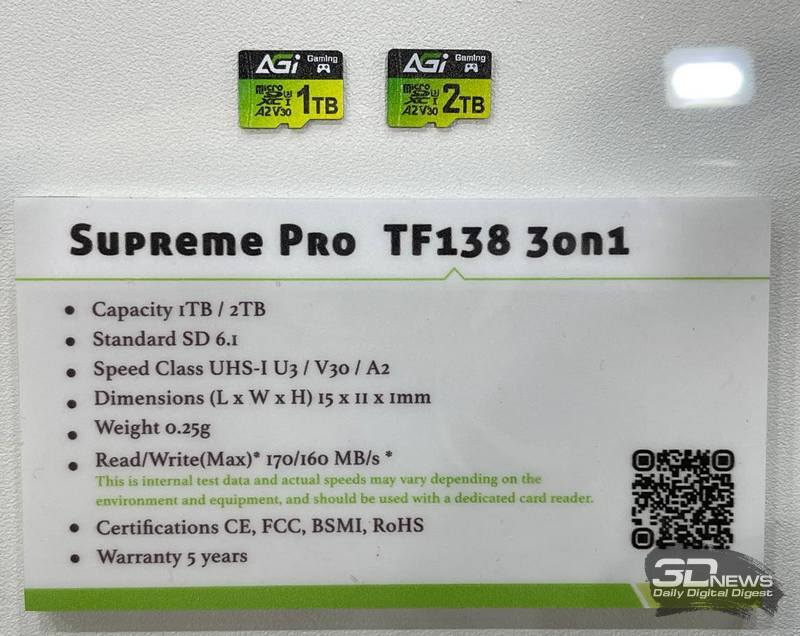 AGi Gaming
micro SD XC I U3 1TB
A2 V30
AGi Gaming
micro SD XC I U3 2TB
A2 V30
Supreme Pro TF138 3on1
• Capacity 1TB / 2TB
• Standard SD 6.1
• Speed Class UHS-I U3 / V30 / A2
• Dimensions (L x W x H) 15 x 11 x 1mm
• Weight 0.25g
• Read/Write(Max)* 170/160 MB/s *
This is internal test data and actual speeds may vary depending on the
environment and equipment, and should be used with a dedicated card reader.
• Certifications CE, FCC, BSMI, RoHS
• Warranty 5 years
3DNEWS
Daily Digital Digest